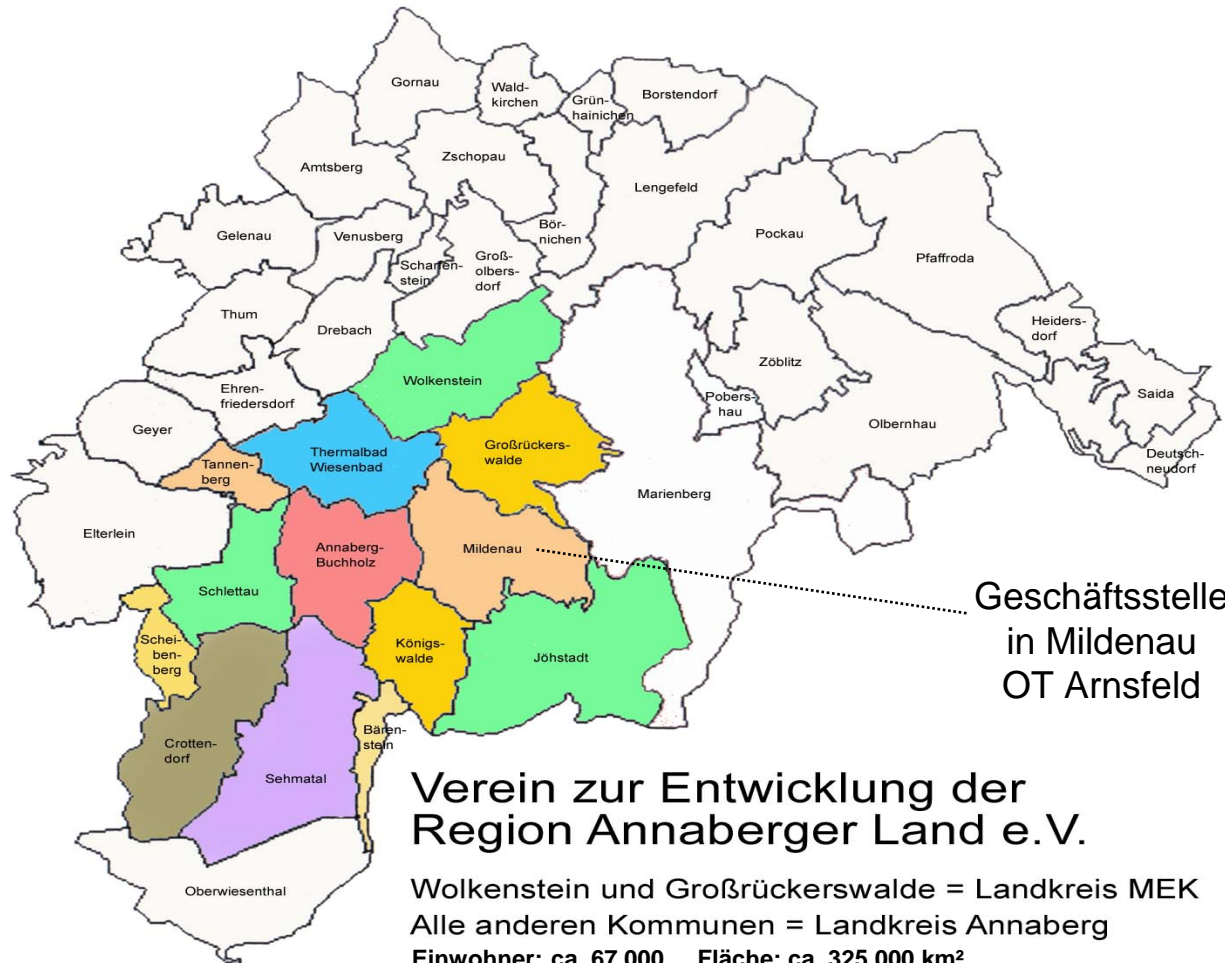 Gornau
Wald-
kirchen
Grün-
hainichen
Borstendorf
Amtsberg
Zschopau
Lengefeld
Gelenau
Venusberg
Scharfen-
stein
Groß-
olbers-
dorf
Bör-
nichen
Pockau
Pfaffroda
Thum
Drebach
Heiders-
dorf
Ehren-
friedersdorf
Wolkenstein
Zöblitz
Pobers-
hau
Saida
Geyer
Olbernhau
Thermalbad
Wiesenbad
Großrückers-
walde
Deutsch-
neudorf
Tannen-
berg
Marienberg
Elterlein
Annaberg-
Buchholz
Mildenau
Schlettau
Geschäftsstelle
in Mildenau
OT Arnsfeld
Schei-
ben-
berg
Königs-
walde
Jöhstadt
Crotten-
dorf
Bären-
stein
Sehmatal
Oberwiesenthal
Verein zur Entwicklung der
Region Annaberger Land e.V.
Wolkenstein und Großrückerswalde = Landkreis MEK
Alle anderen Kommunen = Landkreis Annaberg
Einwohner: ca. 67.000 Fläche: ca. 325.000 km²